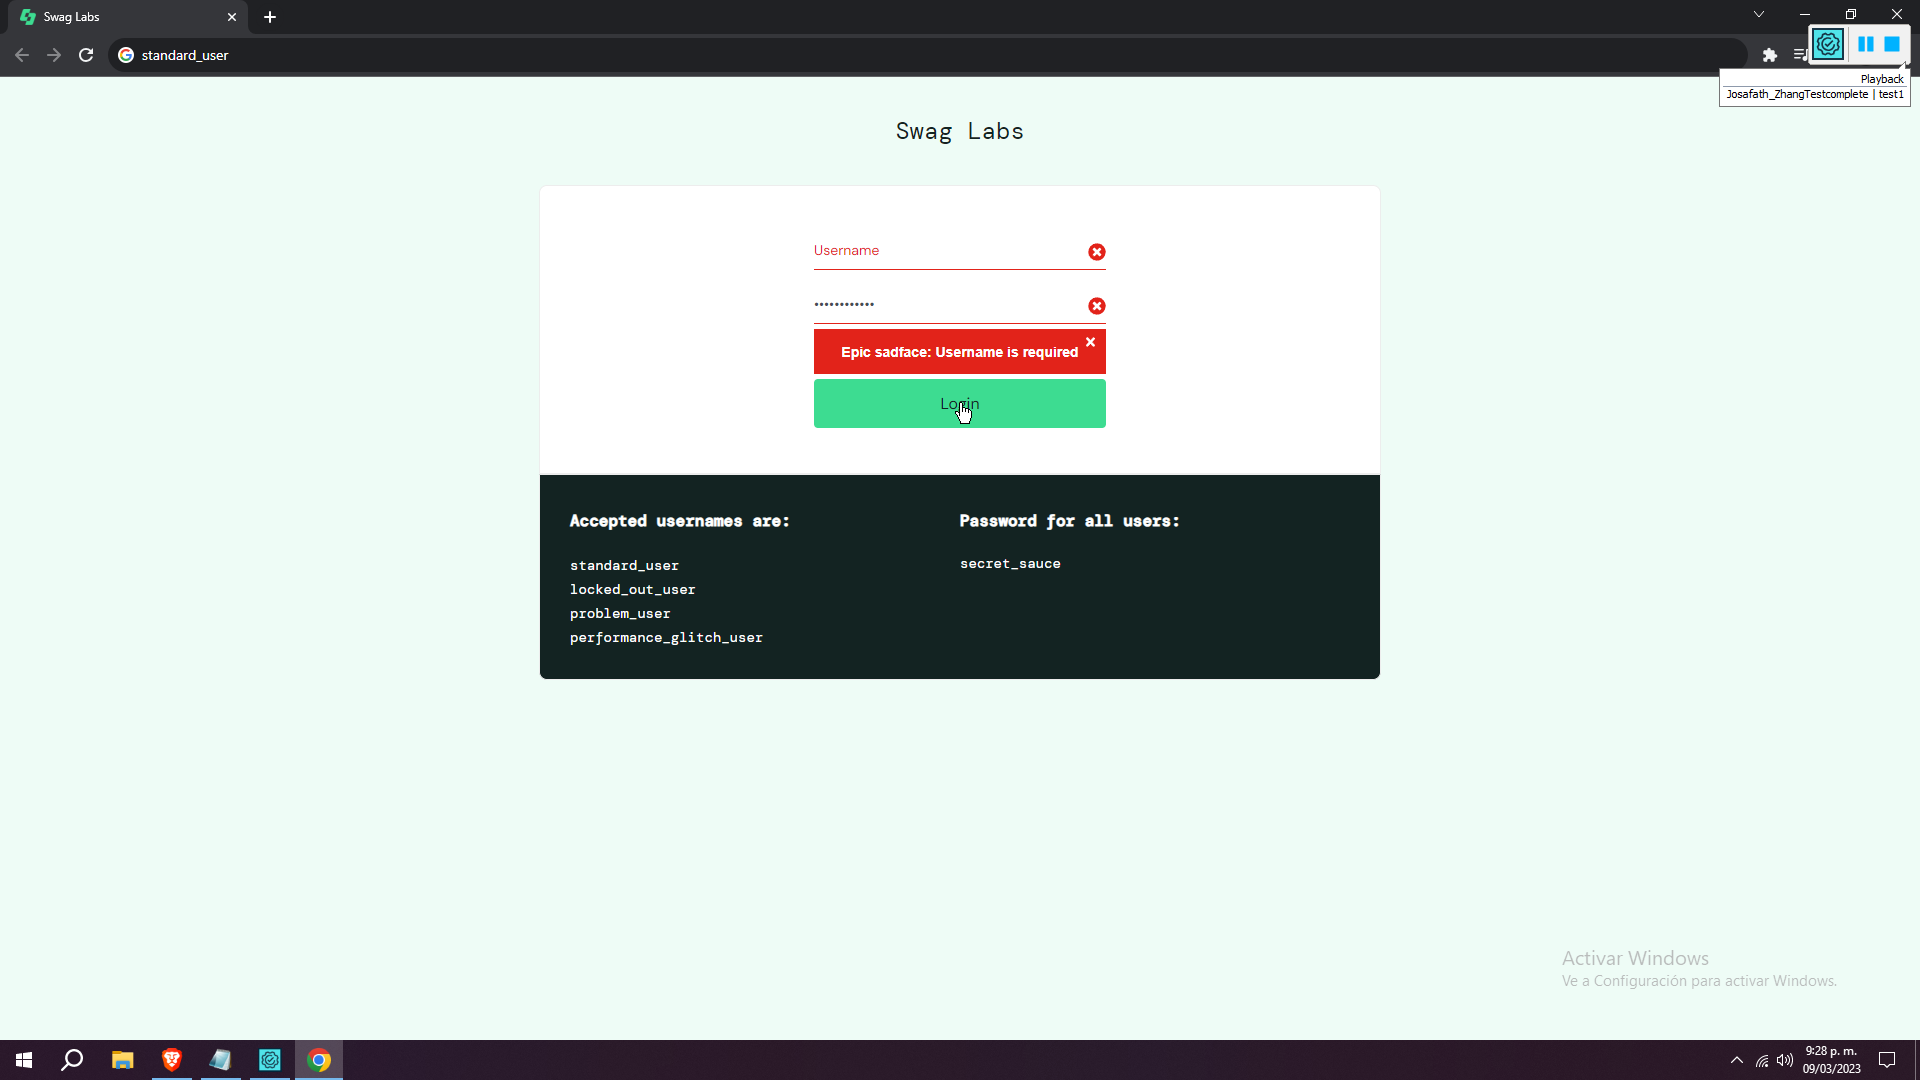 Swag Labs
standard_user
Playback
Josafath_ZhangTestcomplete | test1
Swag Labs
Username
••••••••••••
Epic sadface: Username is required
Login
Accepted usernames are:
standard_user
locked_out_user
problem_user
performance_glitch_user
Password for all users:
secret_sauce
Activar Windows
Ve a Configuración para activar Windows.
9:28 p. m.
09/03/2023